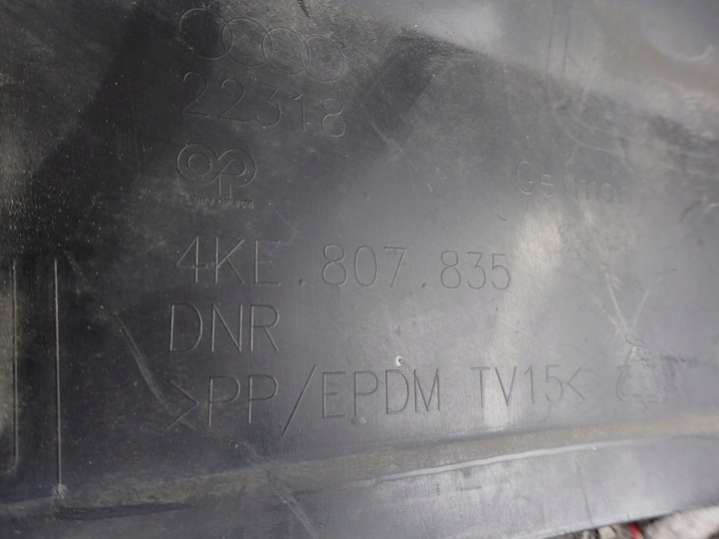 22318
4KE.807.835
DNR
>PP/EPDM TV15<